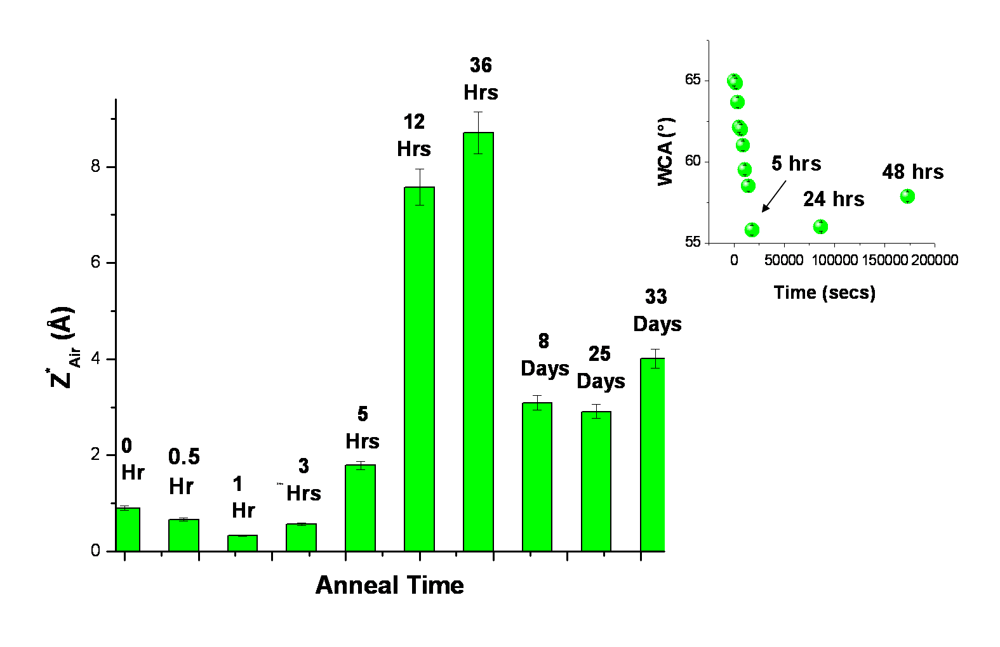 36
Hrs
12
Hrs
5
Hrs
3
Hrs
1
Hr
0.5
Hr
0
Hr
8
Days
25
Days
33
Days
8
6
4
2
0
Z*Air (Å)
Anneal Time
65
60
55
WCA (°)
5 hrs
24 hrs
48 hrs
0 50000 100000 150000 200000
Time (secs)